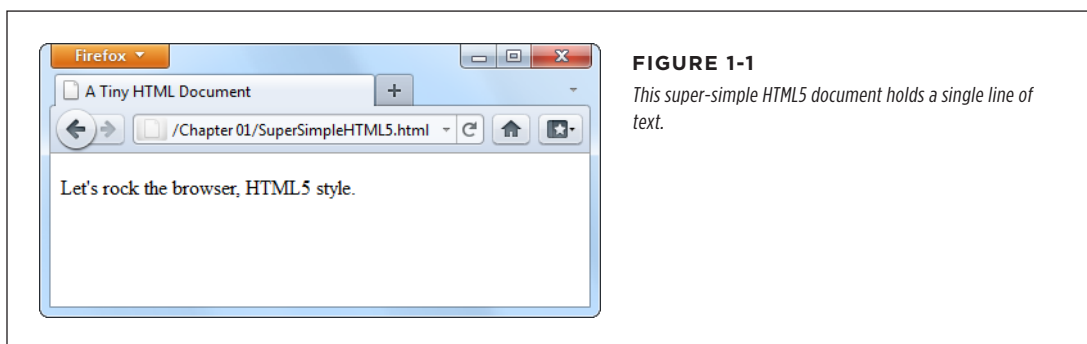 Firefox
A Tiny HTML Document
/Chapter 01/SuperSimpleHTML5.html
Let's rock the browser, HTML5 style.
FIGURE 1-1
This super-simple HTML5 document holds a single line of
text.